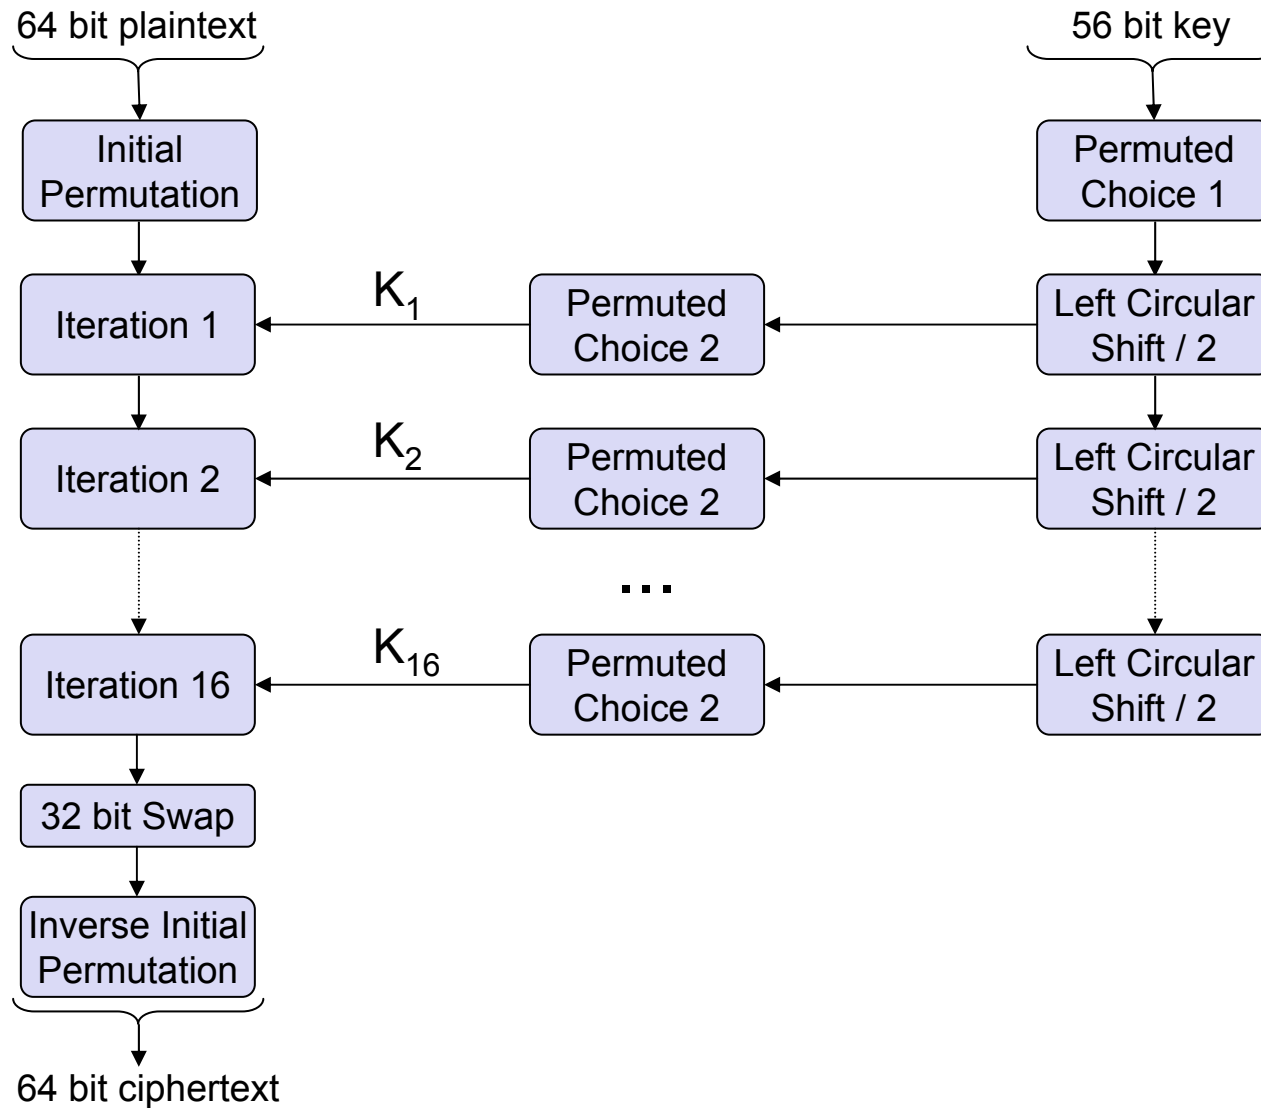 64 bit plaintext
56 bit key
Initial
Permutation
Permuted
Choice 1
Iteration 1
K₁
Permuted
Choice 2
Left Circular
Shift / 2
Iteration 2
K₂
Permuted
Choice 2
Left Circular
Shift / 2
...
Iteration 16
K₁₆
Permuted
Choice 2
Left Circular
Shift / 2
32 bit Swap
Inverse Initial
Permutation
64 bit ciphertext